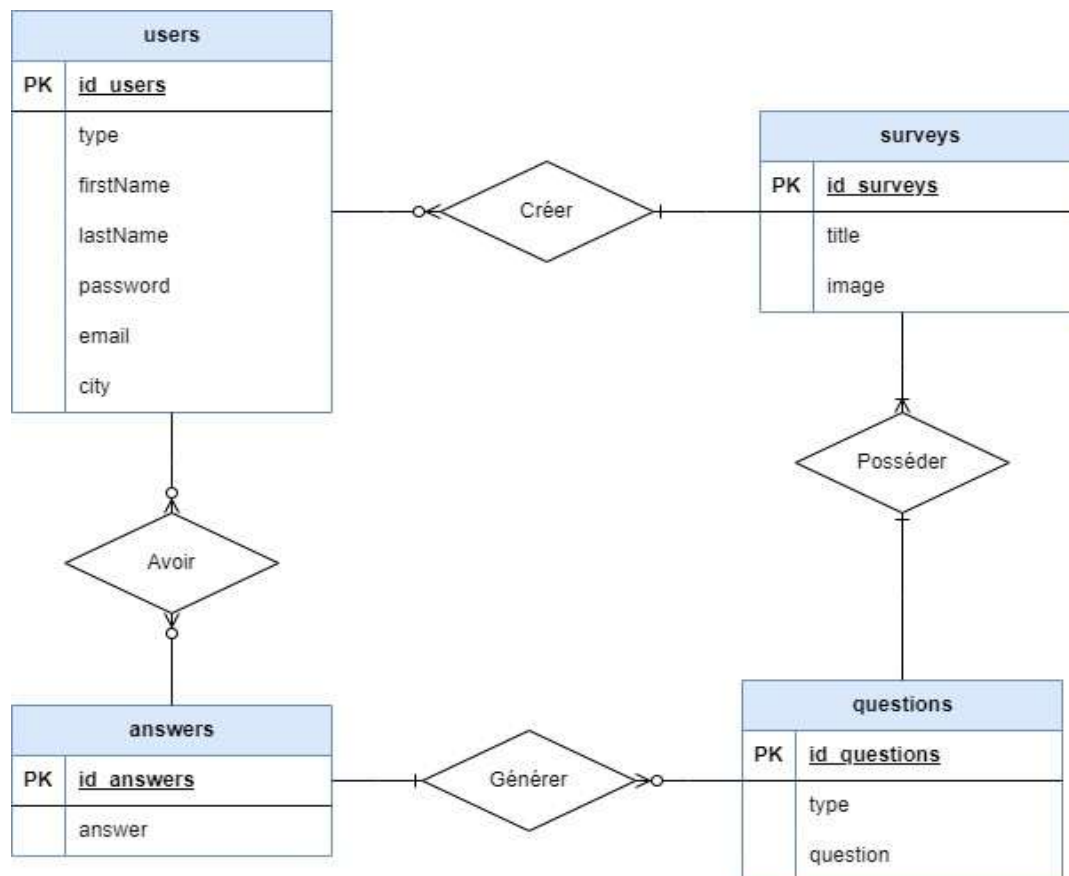 users
PK id_users
type
firstName
lastName
password
email
city
Créer
surveys
PK id_surveys
title
image
Posséder
Avoir
answers
PK id_answers
answer
Générer
questions
PK id_questions
type
question